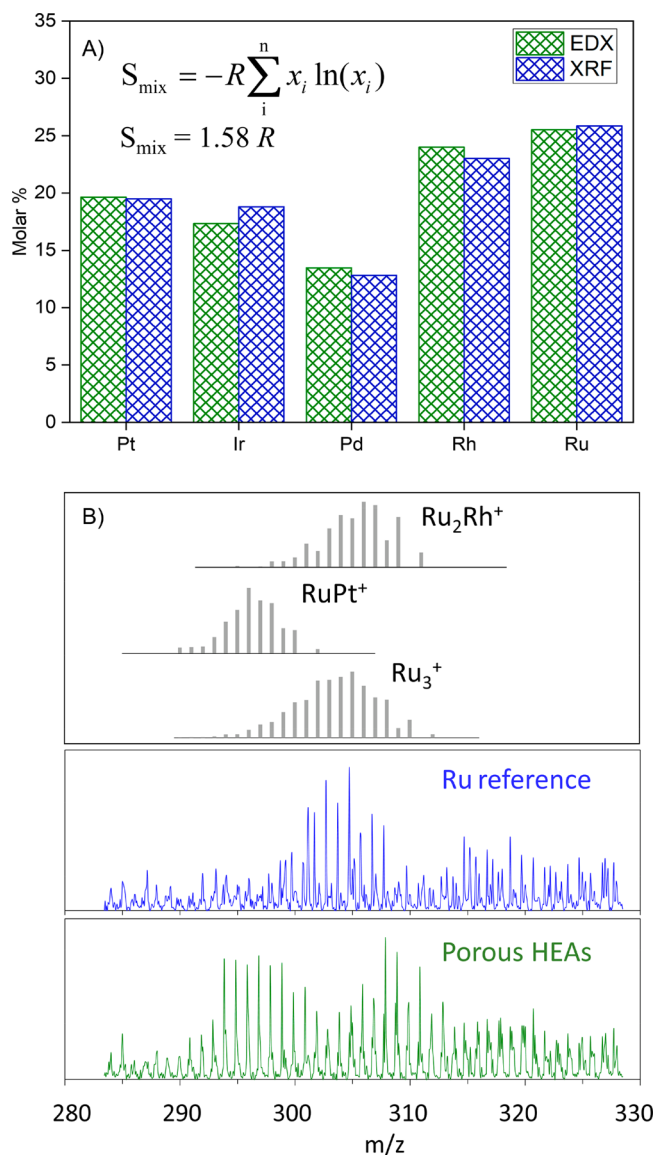 A)
EDX
XRF
S_mix = −R ∑_i^n x_i ln(x_i)
S_mix = 1.58 R
35
30
25
20
15
10
5
0
Molar %
Pt Ir Pd Rh Ru
B)
Ru₂Rh⁺
RuPt⁺
Ru₃⁺
Ru reference
Porous HEAs
280 290 300 310 320 330
m/z